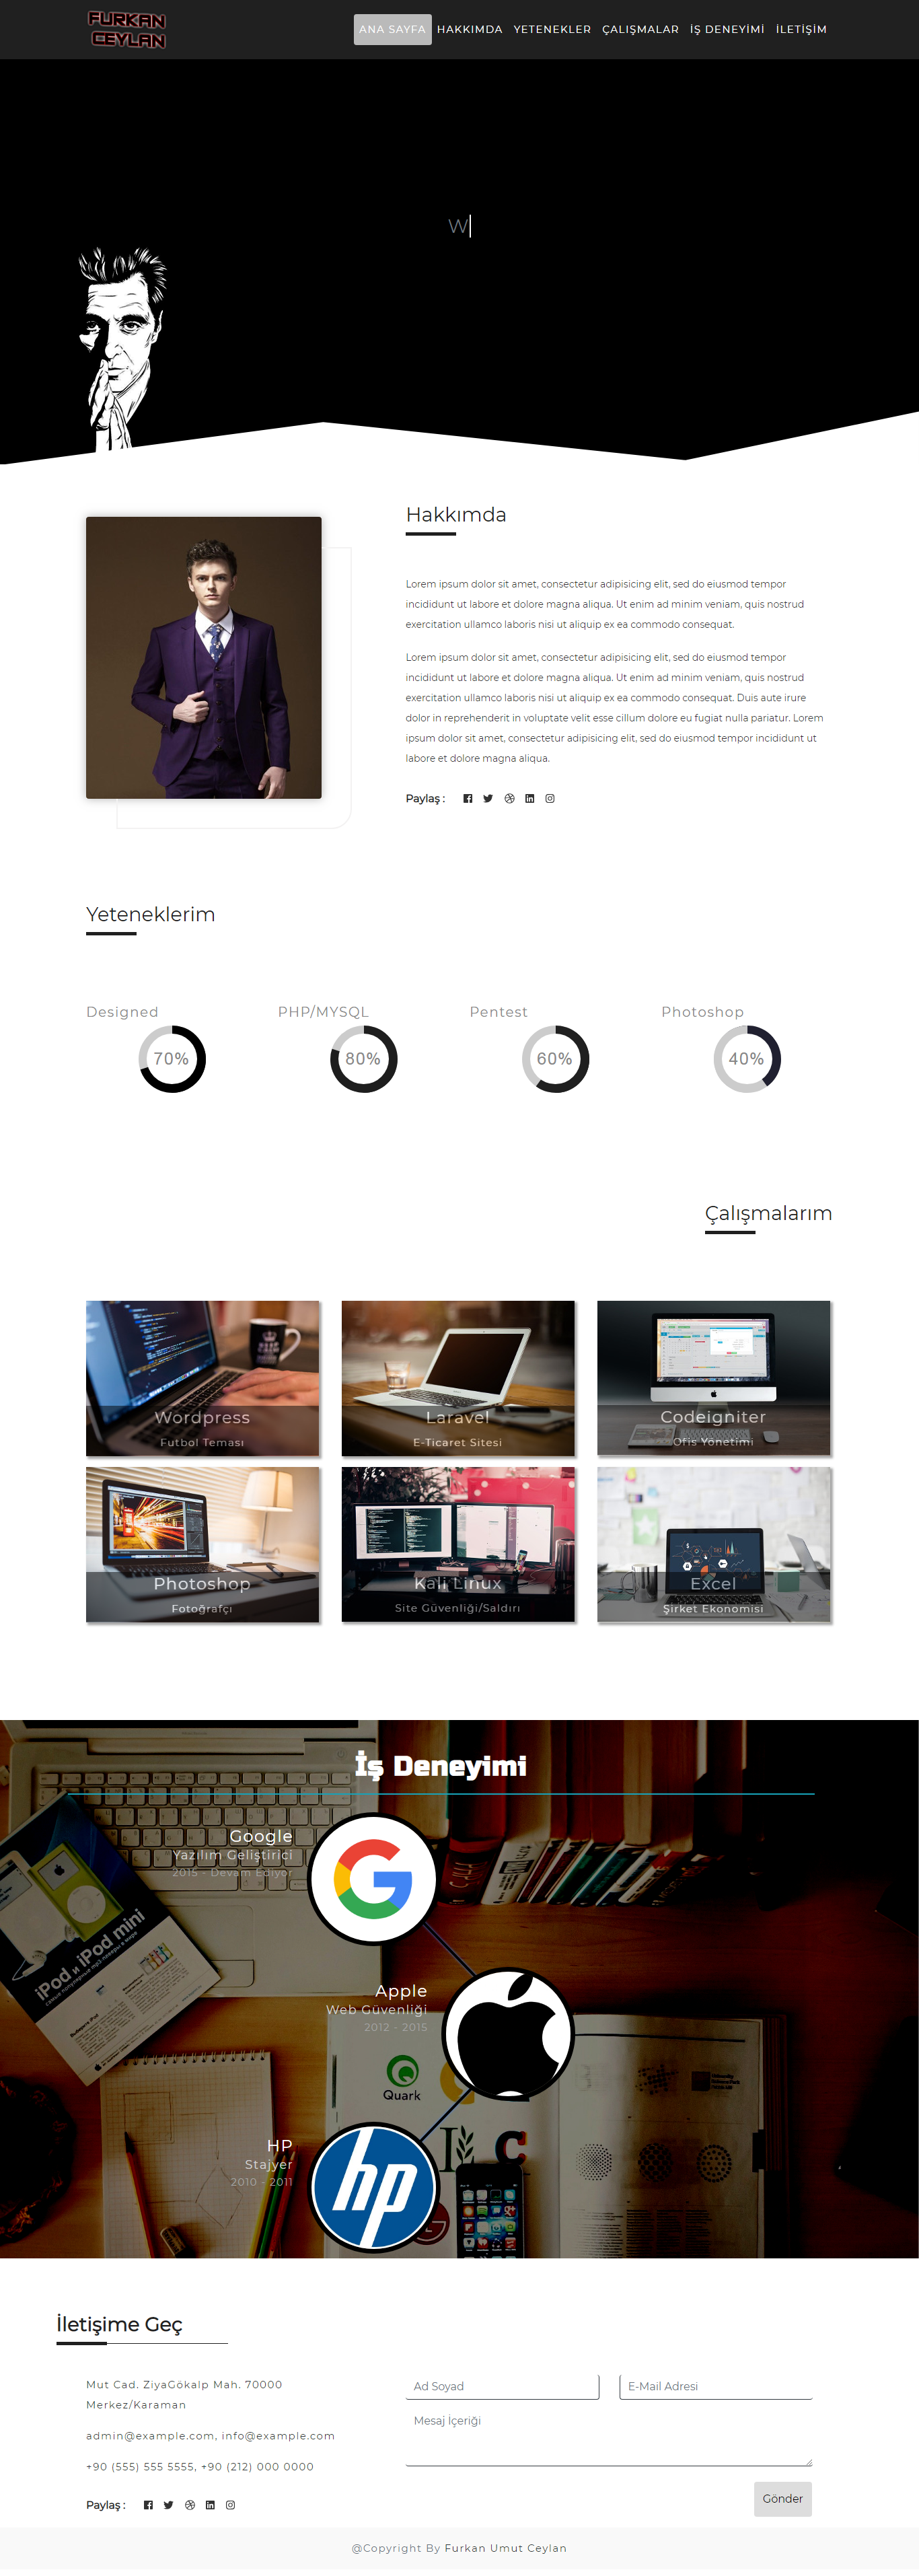 FURKAN
CEYLAN
ANA SAYFA HAKKIMDA YETENEKLER ÇALIŞMALAR İŞ DENEYİMİ İLETİŞİM
W
Hakkımda
Lorem ipsum dolor sit amet, consectetur adipisicing elit, sed do eiusmod tempor
incididunt ut labore et dolore magna aliqua. Ut enim ad minim veniam, quis nostrud
exercitation ullamco laboris nisi ut aliquip ex ea commodo consequat.
Lorem ipsum dolor sit amet, consectetur adipisicing elit, sed do eiusmod tempor
incididunt ut labore et dolore magna aliqua. Ut enim ad minim veniam, quis nostrud
exercitation ullamco laboris nisi ut aliquip ex ea commodo consequat. Duis aute irure
dolor in reprehenderit in voluptate velit esse cillum dolore eu fugiat nulla pariatur. Lorem
ipsum dolor sit amet, consectetur adipisicing elit, sed do eiusmod tempor incididunt ut
labore et dolore magna aliqua.
Paylaş :
Yeteneklerim
Designed PHP/MYSQL Pentest Photoshop
70% 80% 60% 40%
Çalışmalarım
Wordpress
Futbol Teması
Laravel
E-Ticaret Sitesi
Codeigniter
Ofis Yönetimi
Photoshop
Fotoğrafçı
Kali Linux
Site Güvenliği/Saldırı
Excel
Şirket Ekonomisi
İş Deneyimi
Google
Yazılım Geliştirici
2015 - Devam Ediyor
iPod и iPod mini
Apple
Web Güvenliği
2012 - 2015
Quark
HP
Stajyer
2010 - 2011
hp
İletişime Geç
Mut Cad. ZiyaGökalp Mah. 70000
Merkez/Karaman
admin@example.com, info@example.com
+90 (555) 555 5555, +90 (212) 000 0000
Paylaş :
Ad Soyad
E-Mail Adresi
Mesaj İçeriği
Gönder
@Copyright By Furkan Umut Ceylan